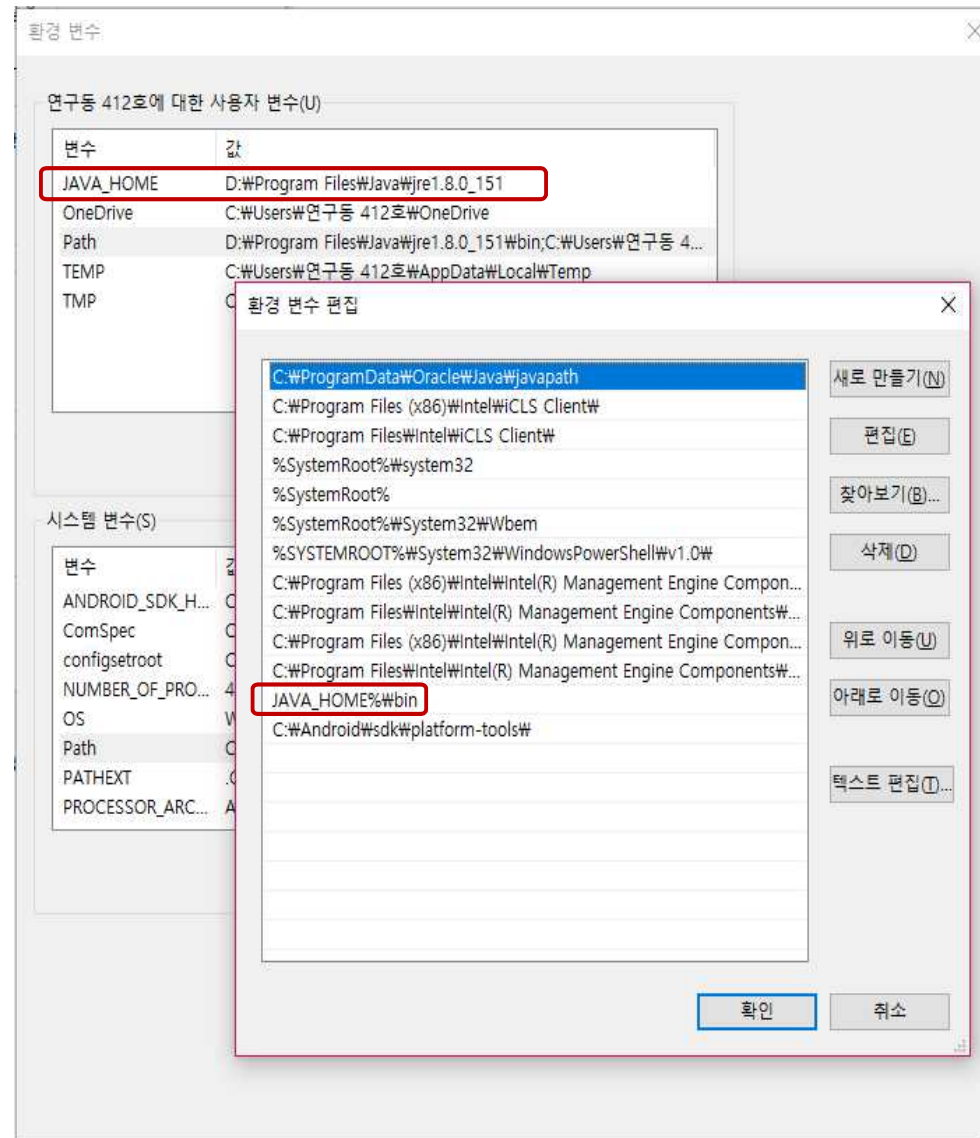 환경 변수
연구동 412호에 대한 사용자 변수(U)
변수 값
JAVA_HOME D:₩Program Files₩Java₩jre1.8.0_151
OneDrive C:₩Users₩연구동 412호₩OneDrive
Path D:₩Program Files₩Java₩jre1.8.0_151₩bin;C:₩Users₩연구동 4...
TEMP C:₩Users₩연구동 412호₩AppData₩Local₩Temp
TMP
환경 변수 편집
C:₩ProgramData₩Oracle₩Java₩javapath
C:₩Program Files (x86)₩Intel₩iCLS Client₩
C:₩Program Files₩Intel₩iCLS Client₩
%SystemRoot%₩system32
%SystemRoot%
%SystemRoot%₩System32₩Wbem
%SYSTEMROOT%₩System32₩WindowsPowerShell₩v1.0₩
C:₩Program Files (x86)₩Intel₩Intel(R) Management Engine Compon...
C:₩Program Files₩Intel₩Intel(R) Management Engine Components₩...
C:₩Program Files (x86)₩Intel₩Intel(R) Management Engine Compon...
C:₩Program Files₩Intel₩Intel(R) Management Engine Components₩...
JAVA_HOME%₩bin
C:₩Android₩sdk₩platform-tools₩
새로 만들기(N)
편집(E)
찾아보기(B)...
삭제(D)
위로 이동(U)
아래로 이동(O)
텍스트 편집(T)...
확인 취소
시스템 변수(S)
변수
ANDROID_SDK_H...
ComSpec
configsetroot
NUMBER_OF_PRO... 4
OS
Path
PATHEXT
PROCESSOR_ARC...